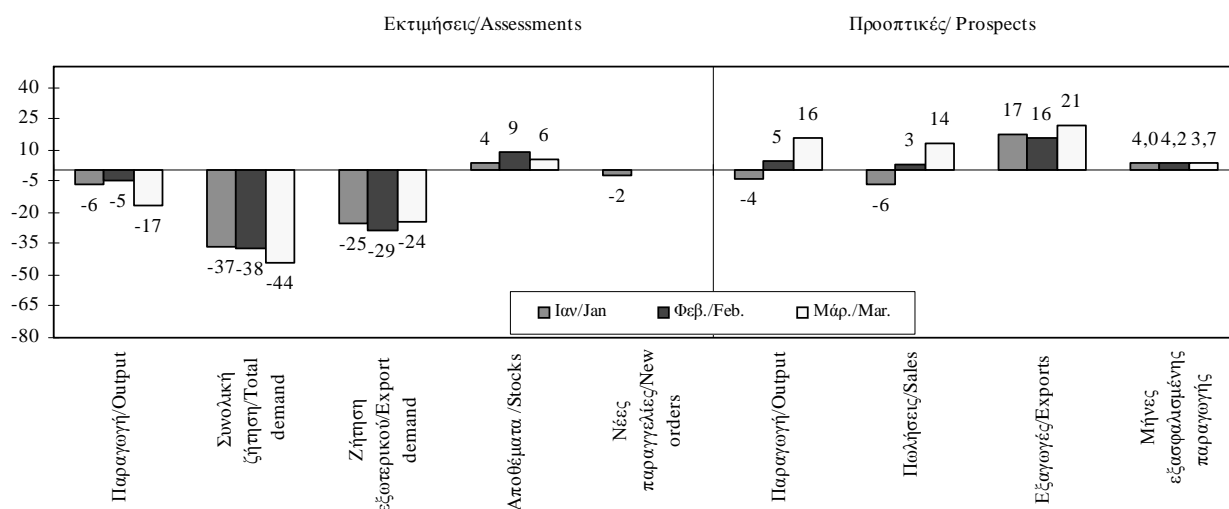 Εκτιμήσεις/Assessments
Προοπτικές/ Prospects
40
25
10
-5
-20
-35
-50
-65
-80
-6
-5
-17
-37
-38
-44
-25
-29
-24
4
9
6
-2
-4
5
16
-6
3
14
17
16
21
4,0
4,2
3,7
Ιαν/Jan
Φεβ./Feb.
Μάρ./Mar.
Παραγωγή/Output
Συνολική
ζήτηση/Total
demand
Ζήτηση
εξωτερικού/Export
demand
Αποθέματα /Stocks
Νέες
παραγγελίες/New
orders
Παραγωγή/Output
Πολήσεις/Sales
Εξαγωγές/Exports
Μήνες
εξασφαλισμένης
παραγής